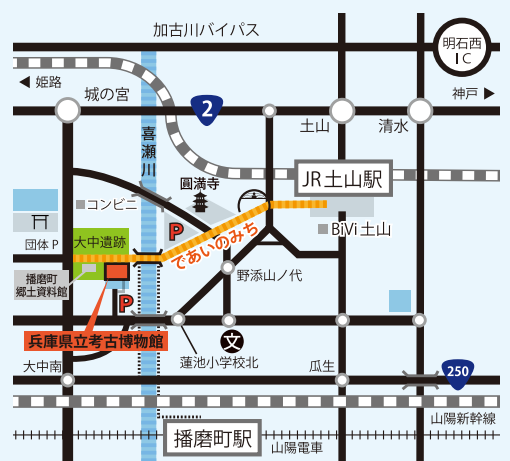 加古川バイパス
明石西
IC
姫路
神戸
城の宮
2
土山
清水
喜瀬川
圓満寺
JR土山駅
コンビニ
P
BiVi土山
団体P
大中遺跡
であいのみち
播磨町
郷土資料館
野添山ノ代
P
兵庫県立考古博物館
文
蓮池小学校北
大中南
瓜生
250
山陽新幹線
播磨町駅
山陽電車